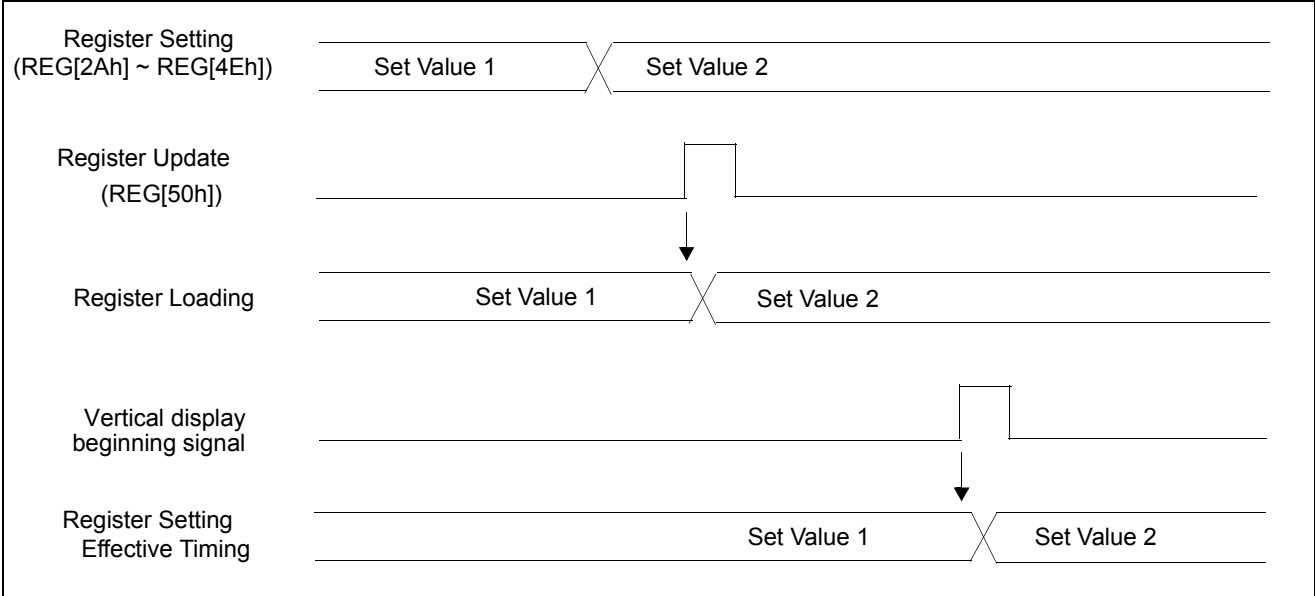 Register Setting
(REG[2Ah] ~ REG[4Eh])
Set Value 1
Set Value 2
Register Update
(REG[50h])
Register Loading
Set Value 1
Set Value 2
Vertical display
beginning signal
Register Setting
Effective Timing
Set Value 1
Set Value 2